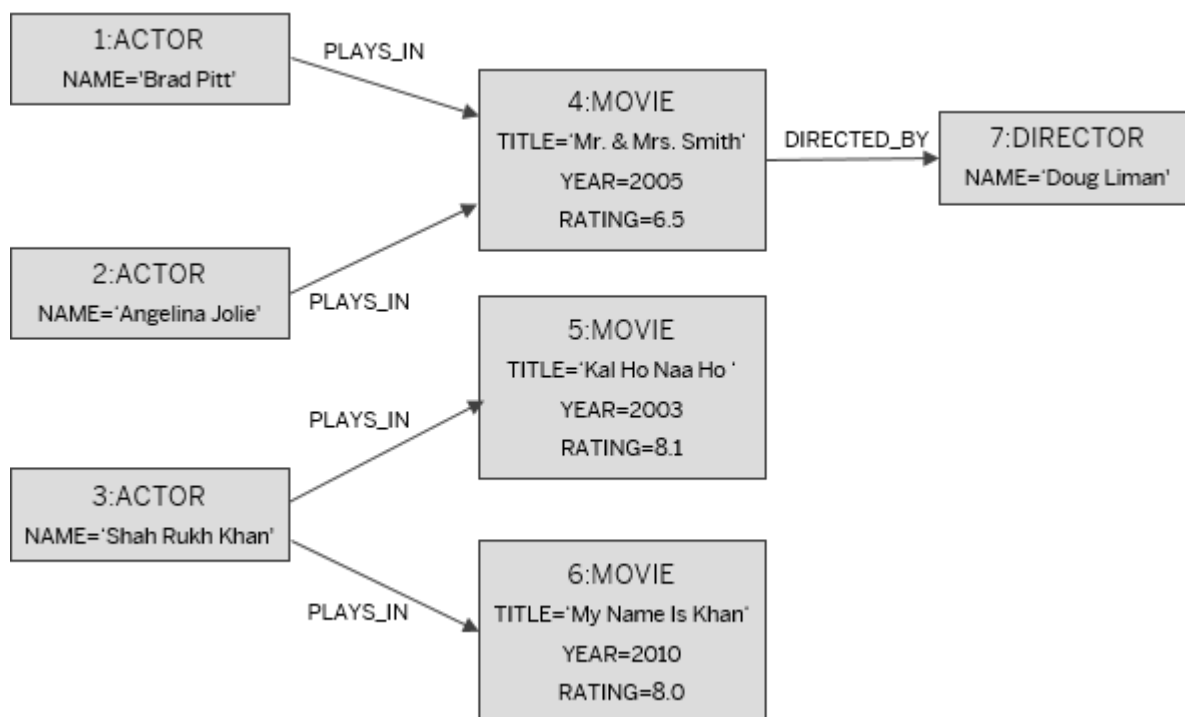 1:ACTOR
NAME='Brad Pitt'
PLAYS_IN
2:ACTOR
NAME=‘Angelina Jolie’
PLAYS_IN
4:MOVIE
TITLE=‘Mr. & Mrs. Smith‘
YEAR=2005
RATING=6.5
DIRECTED_BY
7:DIRECTOR
NAME=‘Doug Liman’
3:ACTOR
NAME=‘Shah Rukh Khan’
PLAYS_IN
5:MOVIE
TITLE=‘Kal Ho Naa Ho ‘
YEAR=2003
RATING=8.1
PLAYS_IN
6:MOVIE
TITLE=‘My Name Is Khan‘
YEAR=2010
RATING=8.0